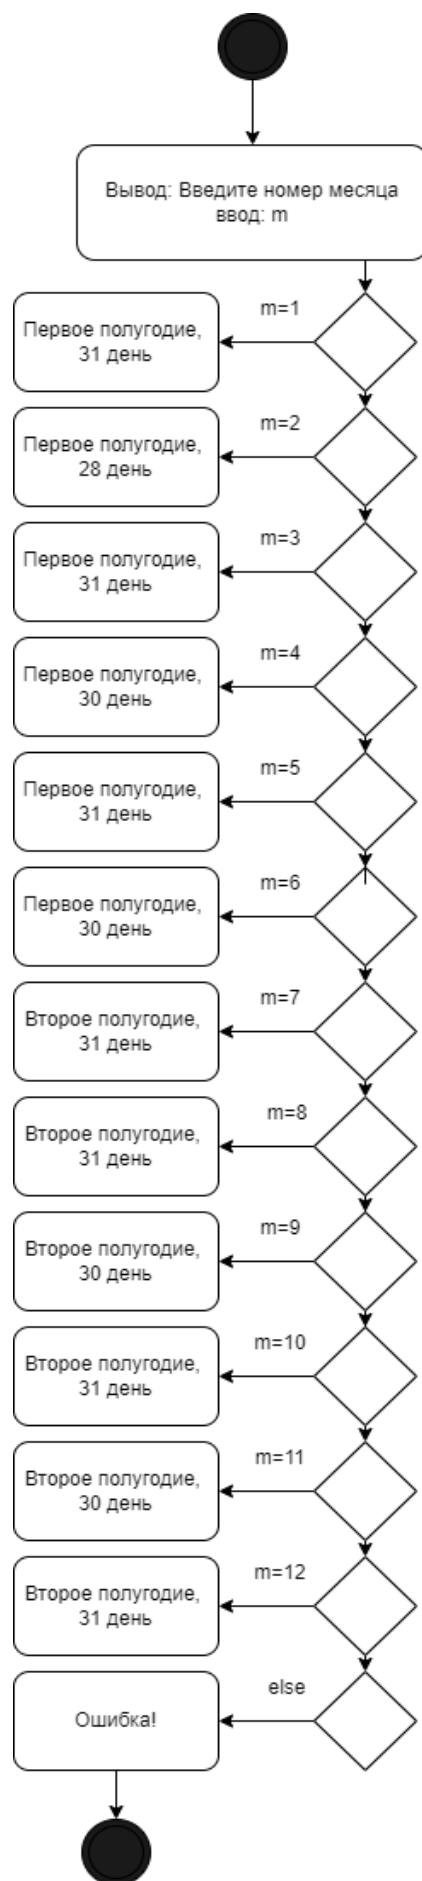 Вывод: Введите номер месяца
ввод: m
m=1
Первое полугодие,
31 день
m=2
Первое полугодие,
28 день
m=3
Первое полугодие,
31 день
m=4
Первое полугодие,
30 день
m=5
Первое полугодие,
31 день
m=6
Первое полугодие,
30 день
m=7
Второе полугодие,
31 день
m=8
Второе полугодие,
31 день
m=9
Второе полугодие,
30 день
m=10
Второе полугодие,
31 день
m=11
Второе полугодие,
30 день
m=12
Второе полугодие,
31 день
else
Ошибка!